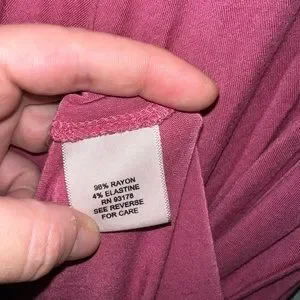 96% RAYON
4% ELASTINE
RN 93178
SEE REVERSE
FOR CARE